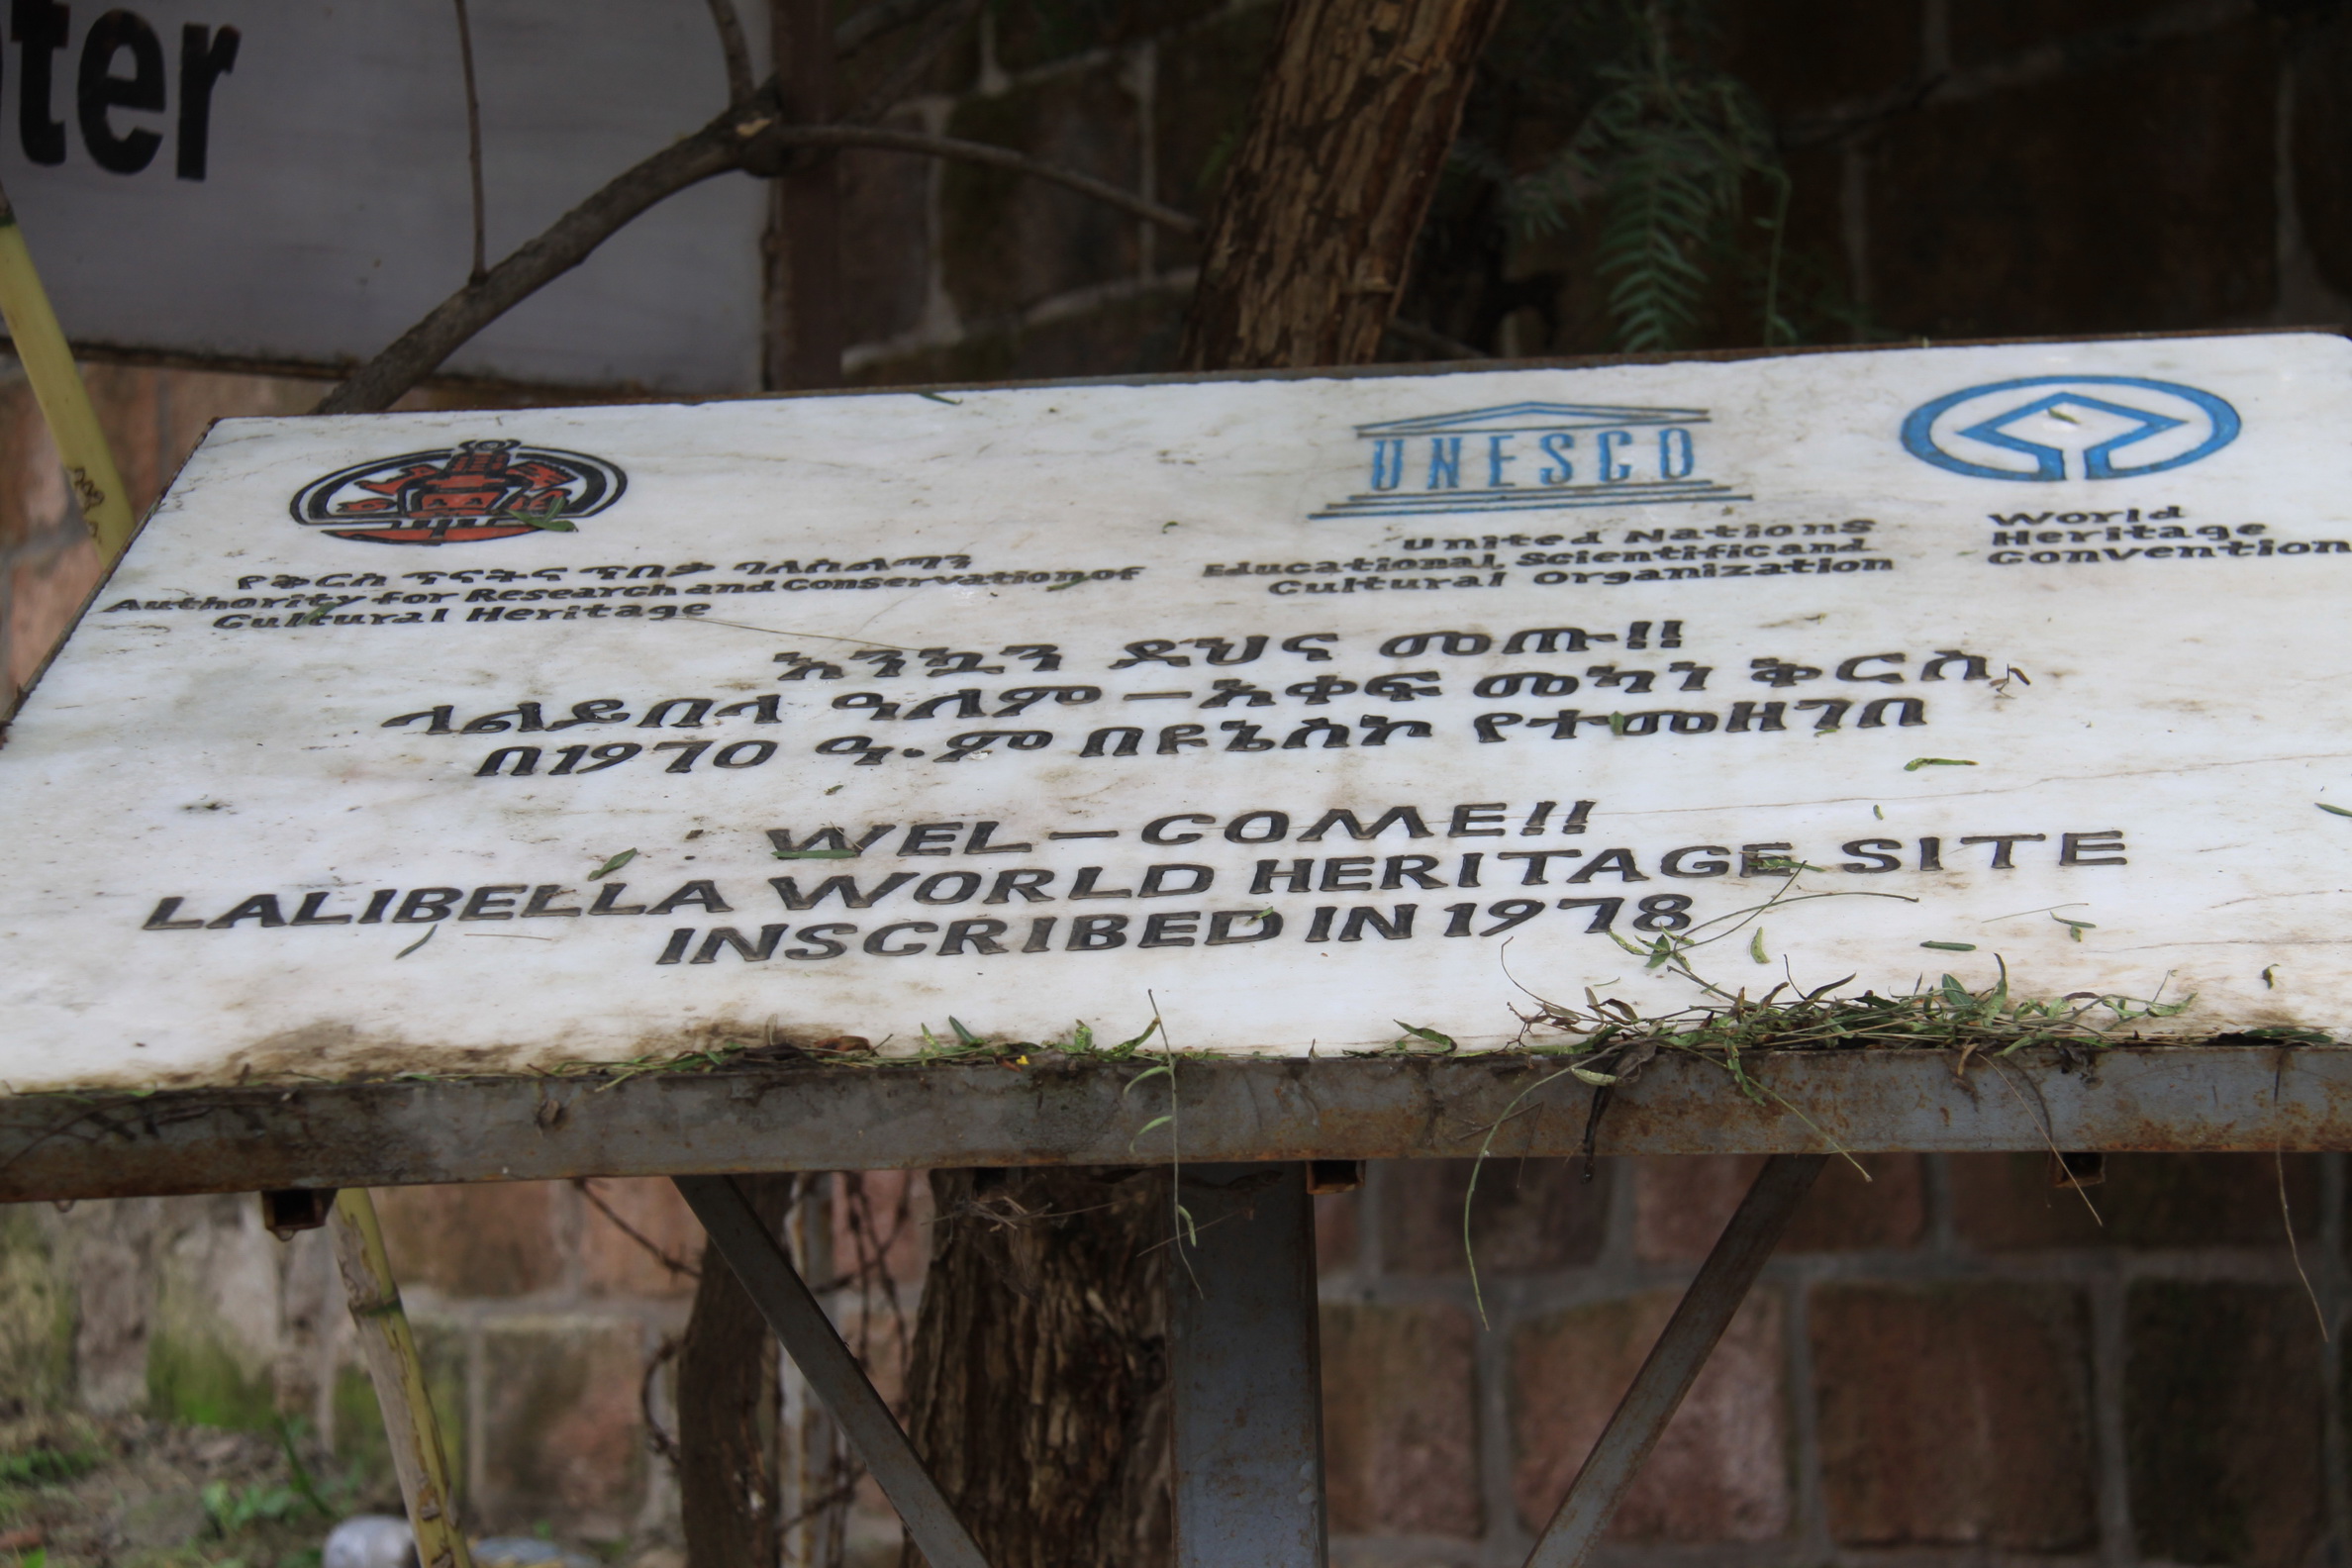 ter
UNESCO
የቅርስ ጥናትና ጥበቃ ባለስልጣን
Authority for Research and Conservation of
Cultural Heritage
United Nations
Educational, Scientific and
Cultural Organization
World
Heritage
Convention
እንኳን ደህና መጡ!!
ላልይበላ ዓለም-አቀፍ መካነ ቅርስ
በ1970 ዓ.ም በዩኔስኮ የተመዘገበ
WEL-COME!!
LALIBELLA WORLD HERITAGE SITE
INSCRIBED IN 1978